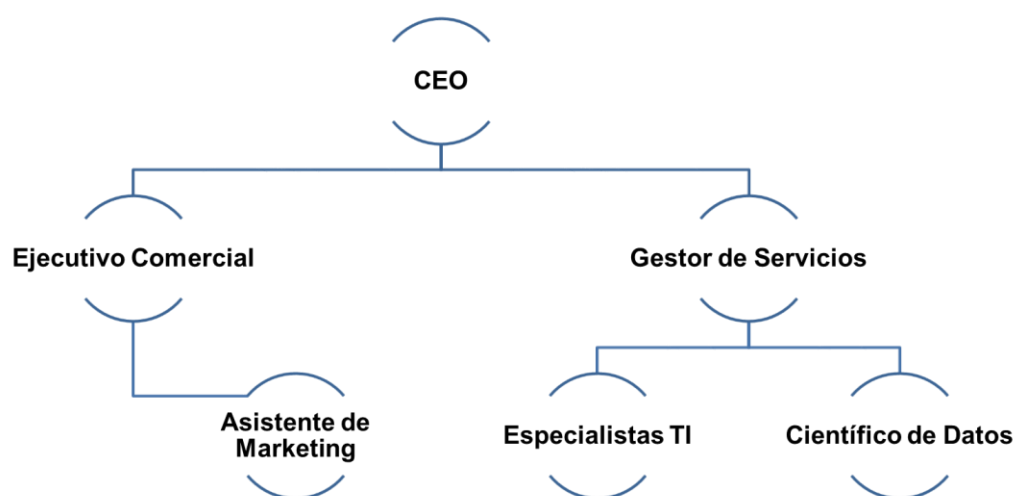 CEO
Ejecutivo Comercial
Gestor de Servicios
Asistente de
Marketing
Especialistas TI
Científico de Datos